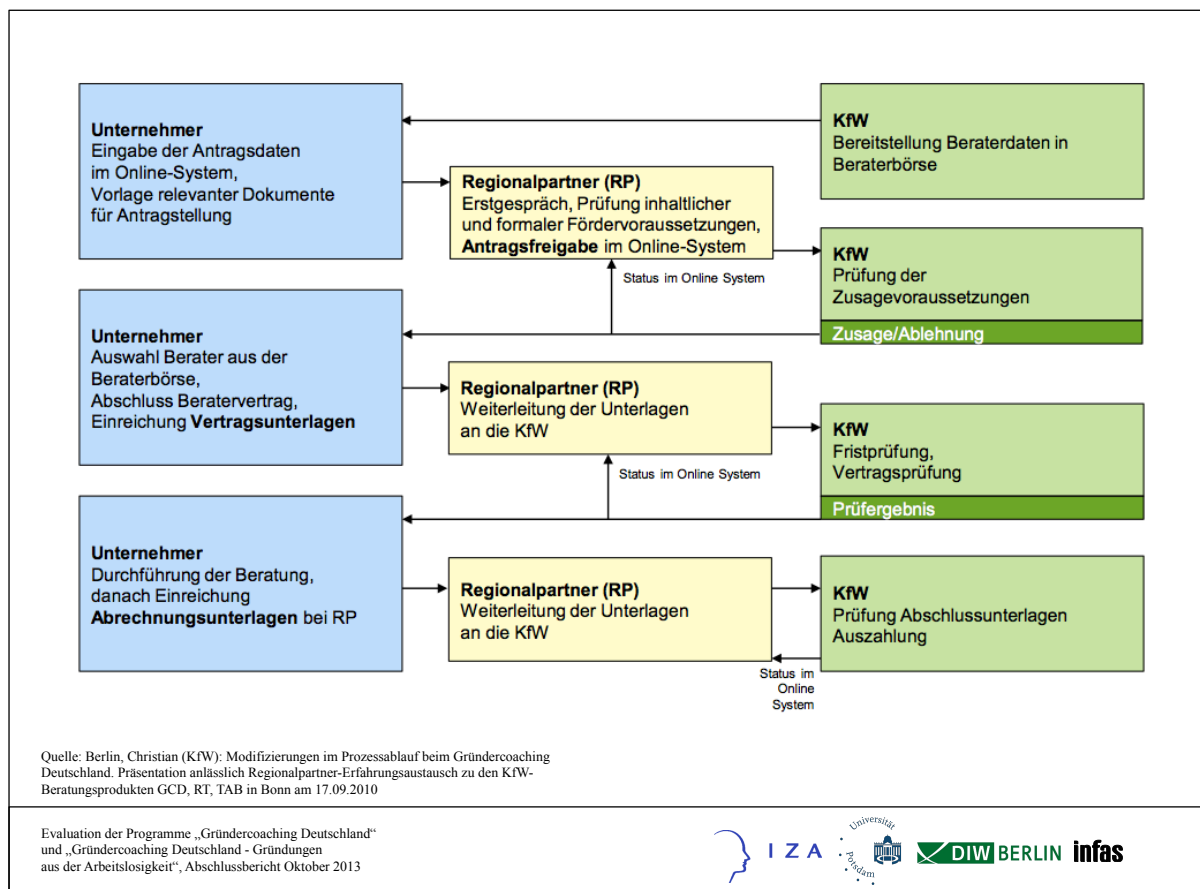 Unternehmer
Eingabe der Antragsdaten
im Online-System,
Vorlage relevanter Dokumente
für Antragstellung
Regionalpartner (RP)
Erstgespräch, Prüfung inhaltlicher
und formaler Fördervoraussetzungen,
Antragsfreigabe im Online-System
KfW
Bereitstellung Beraterdaten in
Beraterbörse
KfW
Prüfung der
Zusagevoraussetzungen
Zusage/Ablehnung
Status im Online System
Unternehmer
Auswahl Berater aus der
Beraterbörse,
Abschluss Beratervertrag,
Einreichung Vertragsunterlagen
Regionalpartner (RP)
Weiterleitung der Unterlagen
an die KfW
KfW
Fristprüfung,
Vertragsprüfung
Prüfergebnis
Status im Online System
Unternehmer
Durchführung der Beratung,
danach Einreichung
Abrechnungsunterlagen bei RP
Regionalpartner (RP)
Weiterleitung der Unterlagen
an die KfW
KfW
Prüfung Abschlussunterlagen
Auszahlung
Status im
Online
System
Quelle: Berlin, Christian (KfW): Modifizierungen im Prozessablauf beim Gründercoaching
Deutschland. Präsentation anlässlich Regionalpartner-Erfahrungsaustausch zu den KfW-
Beratungsprodukten GCD, RT, TAB in Bonn am 17.09.2010
Evaluation der Programme „Gründercoaching Deutschland“
und „Gründercoaching Deutschland - Gründungen
aus der Arbeitslosigkeit“, Abschlussbericht Oktober 2013
I Z A
Universität
Potsdam
DIW BERLIN
infas